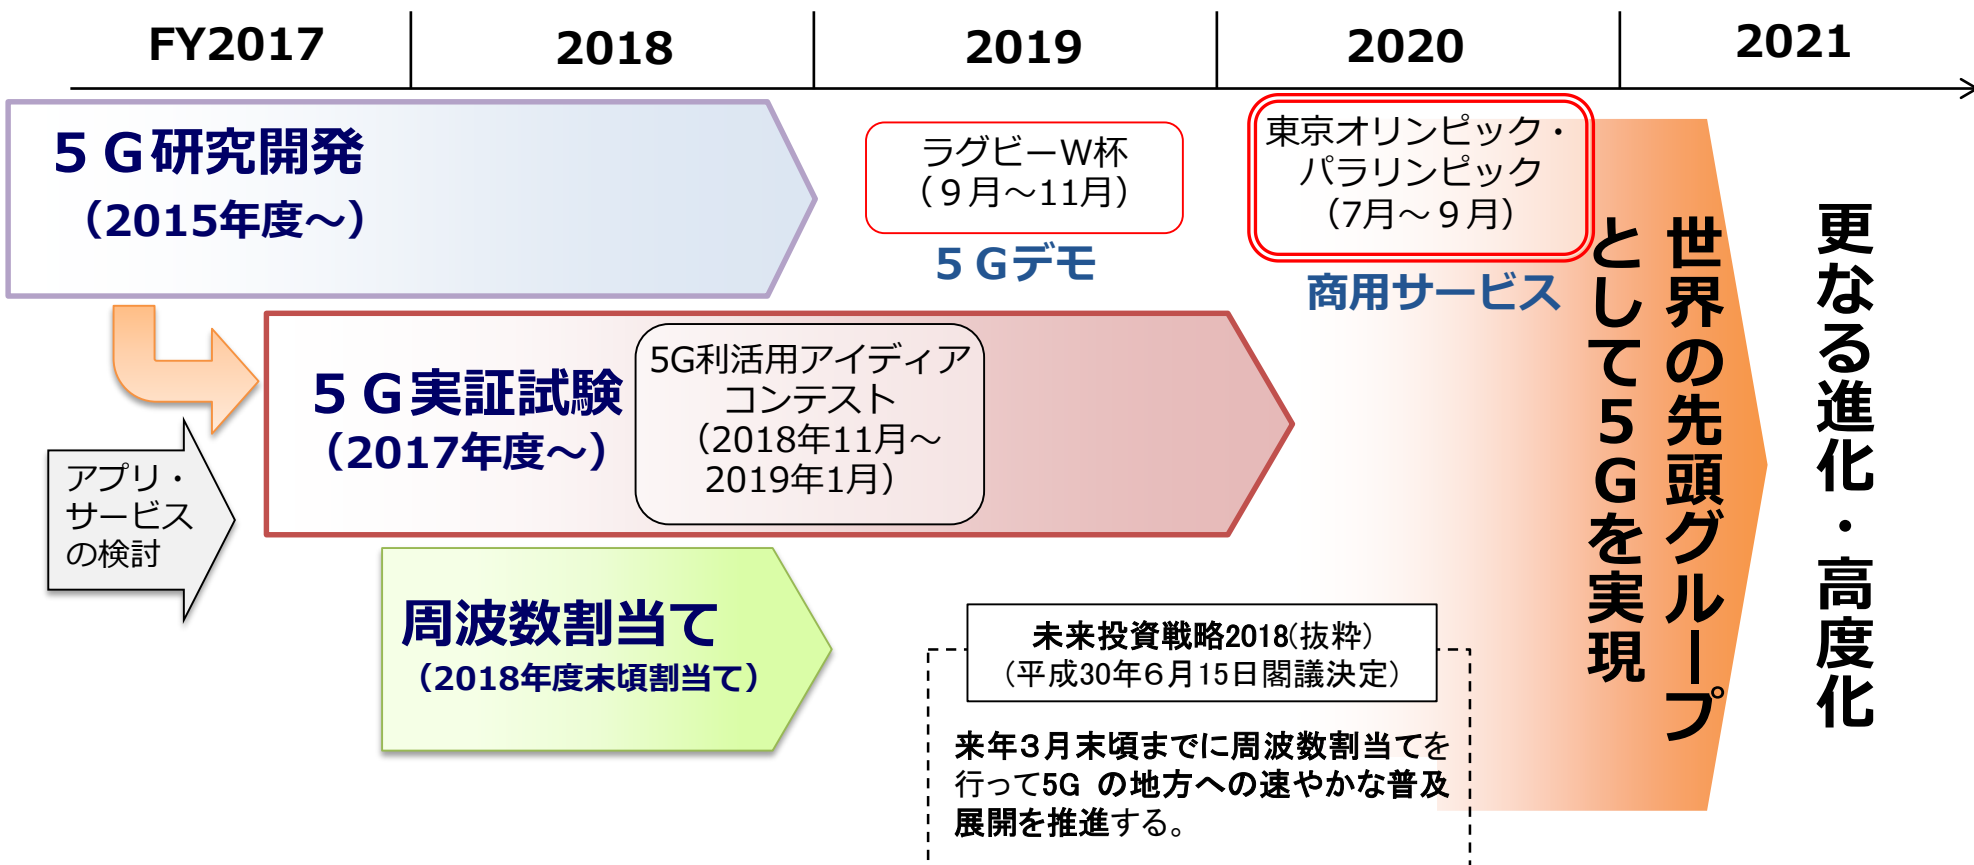 FY2017
2018
2019
2020
2021
５Ｇ研究開発
（2015年度～）
ラグビーW杯
（９月～11月）
５Ｇデモ
東京オリンピック・
パラリンピック
（7月～９月）
商用サービス
５Ｇ実証試験
（2017年度～）
5G利活用アイディア
コンテスト
（2018年11月～
2019年1月）
アプリ・
サービス
の検討
周波数割当て
（2018年度末頃割当て）
未来投資戦略2018(抜粋)
(平成30年６月15日閣議決定)
来年３月末頃までに周波数割当てを
行って5G の地方への速やかな普及
展開を推進する。
世界の先頭グループ
として５Ｇを実現
更なる進化・高度化